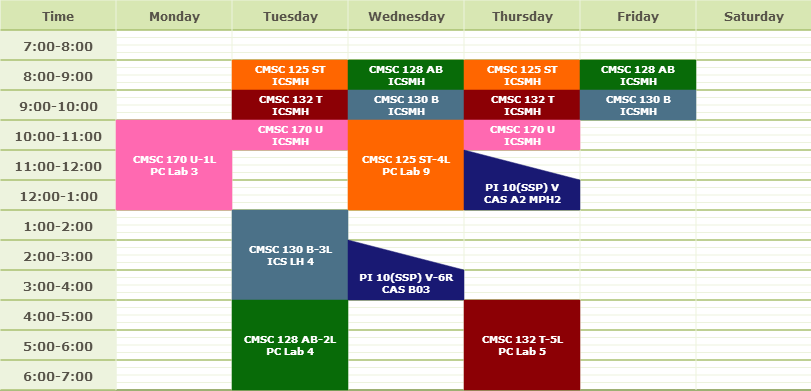 Time Monday Tuesday Wednesday Thursday Friday Saturday
7:00-8:00
8:00-9:00
CMSC 125 ST
ICSMH
CMSC 128 AB
ICSMH
CMSC 125 ST
ICSMH
CMSC 128 AB
ICSMH
9:00-10:00
CMSC 132 T
ICSMH
CMSC 130 B
ICSMH
CMSC 132 T
ICSMH
CMSC 130 B
ICSMH
10:00-11:00
CMSC 170 U
ICSMH
CMSC 170 U
ICSMH
11:00-12:00
CMSC 170 U-1L
PC Lab 3
CMSC 125 ST-4L
PC Lab 9
12:00-1:00
PI 10(SSP) V
CAS A2 MPH2
1:00-2:00
2:00-3:00
CMSC 130 B-3L
ICS LH 4
3:00-4:00
PI 10(SSP) V-6R
CAS B03
4:00-5:00
5:00-6:00
CMSC 128 AB-2L
PC Lab 4
CMSC 132 T-5L
PC Lab 5
6:00-7:00